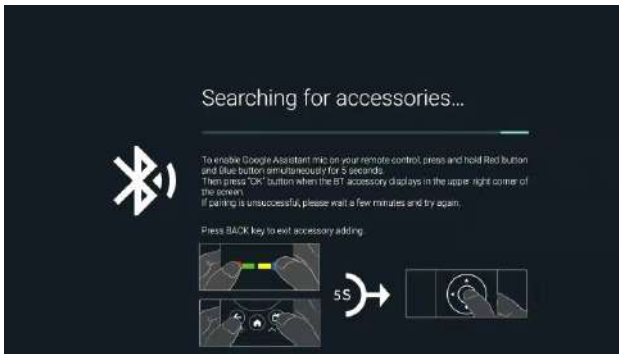 Searching for accessories...
To enable Google Assistant mic on your remote control, press and hold Red button
and Blue button simultaneously for 5 seconds.
Then press "OK" button when the BT accessory displays in the upper right corner of
the screen.
If pairing is unsuccessful, please wait a few minutes and try again.
Press BACK key to exit accessory adding.
5S